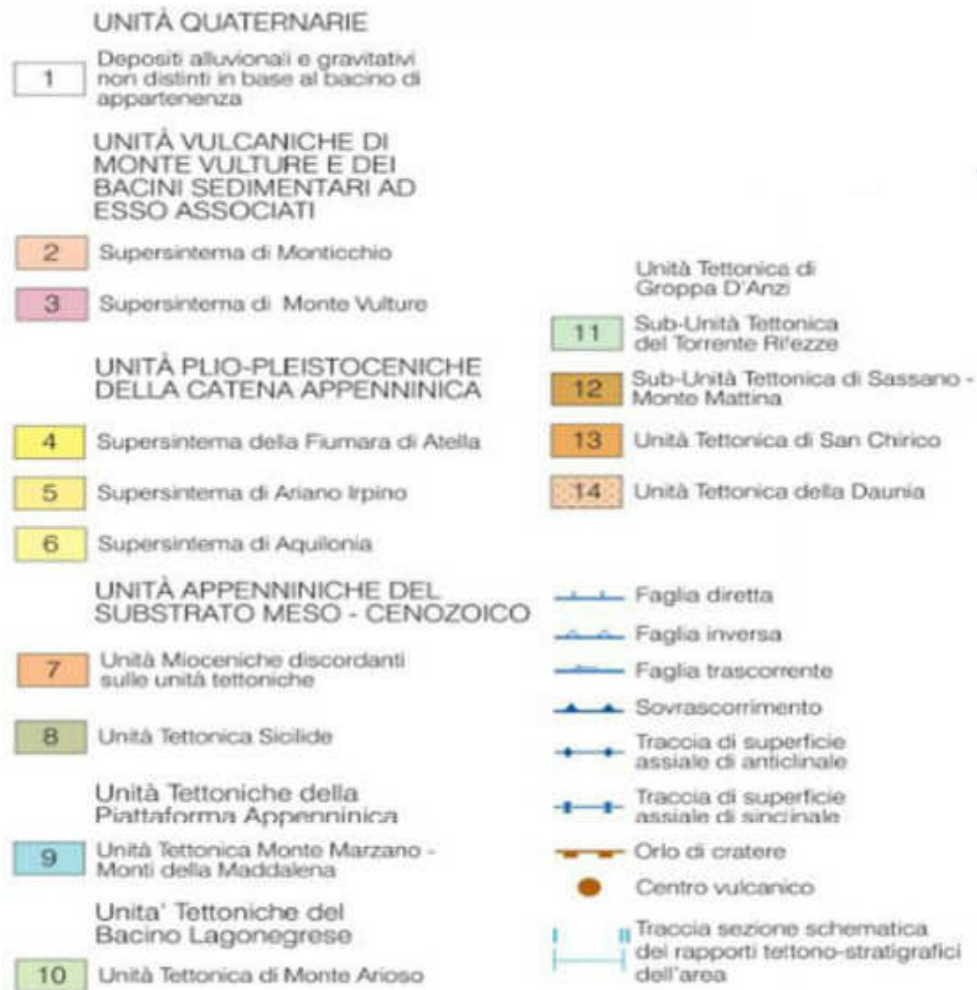 UNITÀ QUATERNARIE
1
Depositi alluvionali e gravitativi
non distinti in base al bacino di
appartenenza
UNITÀ VULCANICHE DI
MONTE VULTURE E DEI
BACINI SEDIMENTARI AD
ESSO ASSOCIATI
2 Supersintema di Monticchio
3 Supersintema di Monte Vulture
UNITÀ PLIO-PLEISTOCENICHE
DELLA CATENA APPENNINICA
4 Supersintema della Fiumara di Atella
5 Supersintema di Ariano Irpino
6 Supersintema di Aquilonia
UNITÀ APPENNINICHE DEL
SUBSTRATO MESO - CENOZOICO
7
Unità Mioceniche discordanti
sulle unità tettoniche
8 Unità Tettonica Sicilide
Unità Tettoniche della
Piattaforma Appenninica
9
Unità Tettonica Monte Marzano -
Monti della Maddalena
Unita' Tettoniche del
Bacino Lagonegrese
10 Unità Tettonica di Monte Arioso
Unità Tettonica di
Groppa D'Anzi
11
Sub-Unità Tettonica
del Torrente Rifezze
12
Sub-Unità Tettonica di Sassano -
Monte Mattina
13 Unità Tettonica di San Chirico
14 Unità Tettonica della Daunia
Faglia diretta
Faglia inversa
Faglia trascorrente
Sovrascorrimento
Traccia di superficie
assiale di anticlinale
Traccia di superficie
assiale di sinclinale
Orlo di cratere
Centro vulcanico
Traccia sezione schematica
dei rapporti tettono-stratigrafici
dell'area